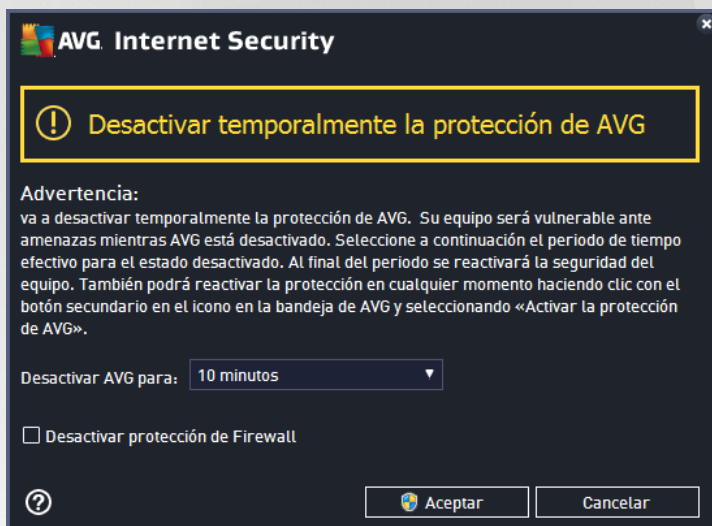 AVG. Internet Security
Desactivar temporalmente la protección de AVG
Advertencia:
va a desactivar temporalmente la protección de AVG. Su equipo será vulnerable ante
amenazas mientras AVG está desactivado. Seleccione a continuación el periodo de tiempo
efectivo para el estado desactivado. Al final del periodo se reactivará la seguridad del
equipo. También podrá reactivar la protección en cualquier momento haciendo clic con el
botón secundario en el icono en la bandeja de AVG y seleccionando «Activar la protección
de AVG».
Desactivar AVG para: 10 minutos
Desactivar protección de Firewall
Aceptar Cancelar